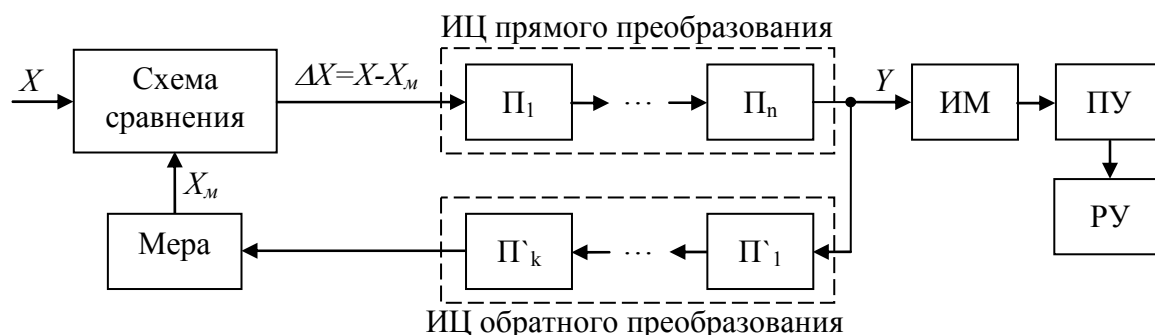 ИЦ прямого преобразования
X
Схема
сравнения
ΔX=X-Xм
П1
...
Пn
Y
ИМ
ПУ
Xм
РУ
Мера
П`k
...
П`1
ИЦ обратного преобразования